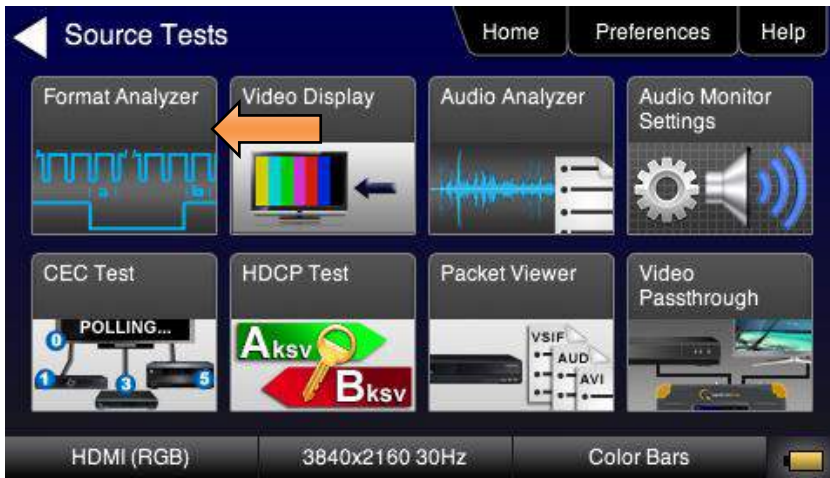 Source Tests
Home
Preferences
Help
Format Analyzer
Video Display
Audio Analyzer
Audio Monitor
Settings
CEC Test
HDCP Test
Packet Viewer
Video
Passthrough
POLLING...
0
1
3
5
Aksv
Bksv
VSIF
AUD
AVI
HDMI (RGB)
3840x2160 30Hz
Color Bars